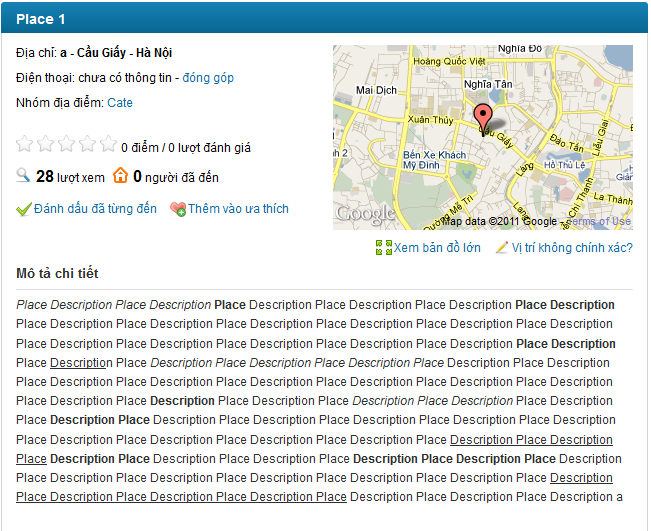 Place 1
Địa chỉ: a - Cầu Giấy - Hà Nội
Điện thoại: chưa có thông tin - đóng góp
Nhóm địa điểm: Cate
0 điểm / 0 lượt đánh giá
28 lượt xem 0 người đã đến
Đánh dấu đã từng đến Thêm vào ưa thích
Nghĩa Đô
Hoàng Quốc Việt
Nghĩa Tân
Mai Dịch
Xuân Thủy
Cầu Giấy
Đào Tấn
Liễu Giai
nh 2
Bến Xe Khách
Mỹ Đình
Láng
Hồ Thủ Lệ
Giảng
Chí Thanh
La Thành
Đường Mễ Trì
Láng
Google
Map data ©2011 Google - Terms of Use
Xem bản đồ lớn Vị trí không chính xác?
Mô tả chi tiết
Place Description Place Description Place Description Place Description Place Description Place Description
Place Description Place Description Place Description Place Description Place Description Place Description
Place Description Place Description Place Description Place Description Place Description Place Description
Place Description Place Description Place Description Place Description Place Description Place Description
Place Description Place Description Place Description Place Description Place Description Place Description
Place Description Place Description Place Description Place Description Place Description Place Description
Place Description Place Description Place Description Place Description Place Description Place Description
Place Description Place Description Place Description Place Description Place Description Place Description
Place Description Place Description Place Description Place Description Place Description Place Description
Place Description Place Description Place Description Place Description Place Description Place Description
Place Description Place Description Place Description Place Description Place Description a